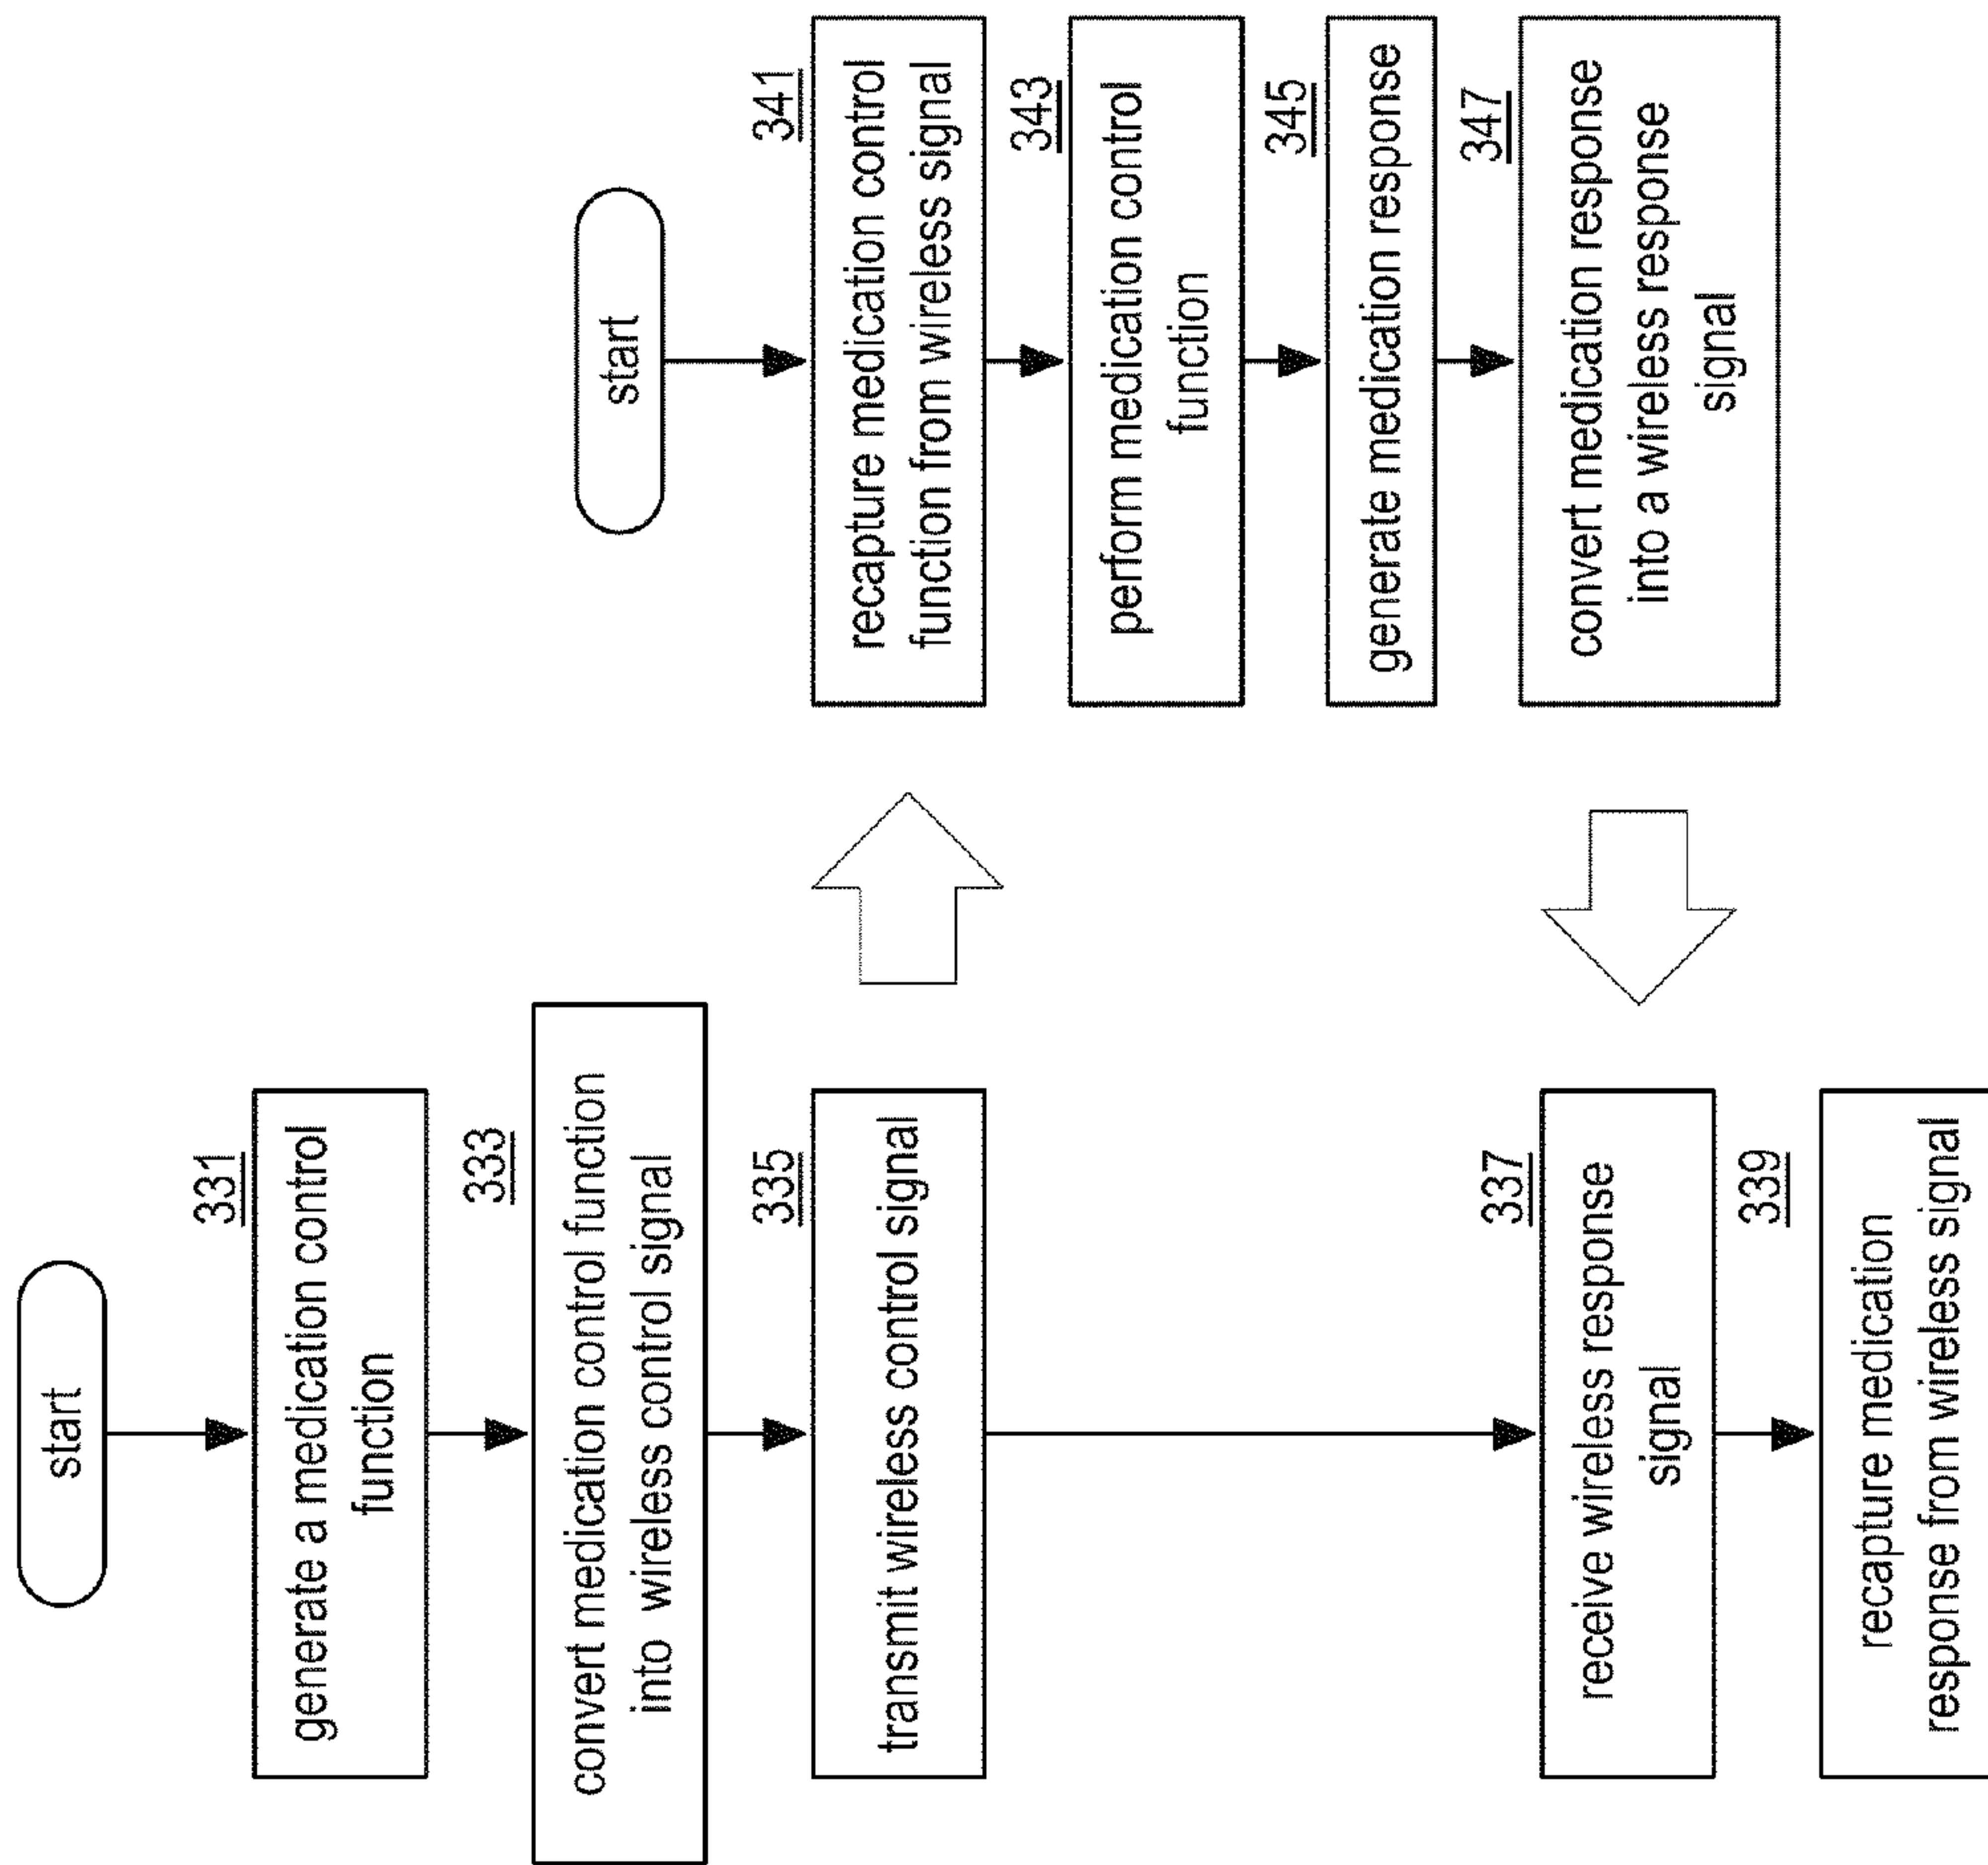 start
331
generate a medication control
function
333
convert medication control function
into wireless control signal
335
transmit wireless control signal
337
receive wireless response
signal
339
recapture medication
response from wireless signal
start
341
recapture medication control
function from wireless signal
343
perform medication control
function
345
generate medication response
347
convert medication response
into a wireless response
signal